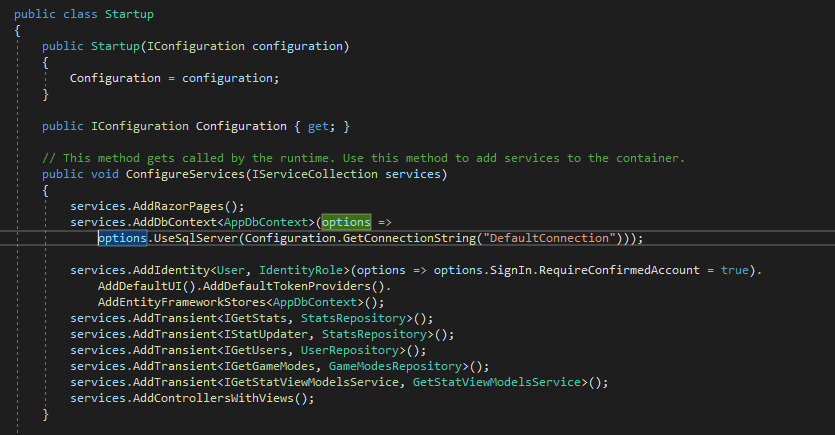 public class Startup
{
public Startup(IConfiguration configuration)
{
Configuration = configuration;
}
public IConfiguration Configuration { get; }
// This method gets called by the runtime. Use this method to add services to the container.
public void ConfigureServices(IServiceCollection services)
{
services.AddRazorPages();
services.AddDbContext<AppDbContext>(options =>
options.UseSqlServer(Configuration.GetConnectionString("DefaultConnection")));
services.AddIdentity<User, IdentityRole>(options => options.SignIn.RequireConfirmedAccount = true).
AddDefaultUI().AddDefaultTokenProviders().
AddEntityFrameworkStores<AppDbContext>();
services.AddTransient<IGetStats, StatsRepository>();
services.AddTransient<IStatUpdater, StatsRepository>();
services.AddTransient<IGetUsers, UserRepository>();
services.AddTransient<IGetGameModes, GameModesRepository>();
services.AddTransient<IGetStatViewModelsService, GetStatViewModelsService>();
services.AddControllersWithViews();
}